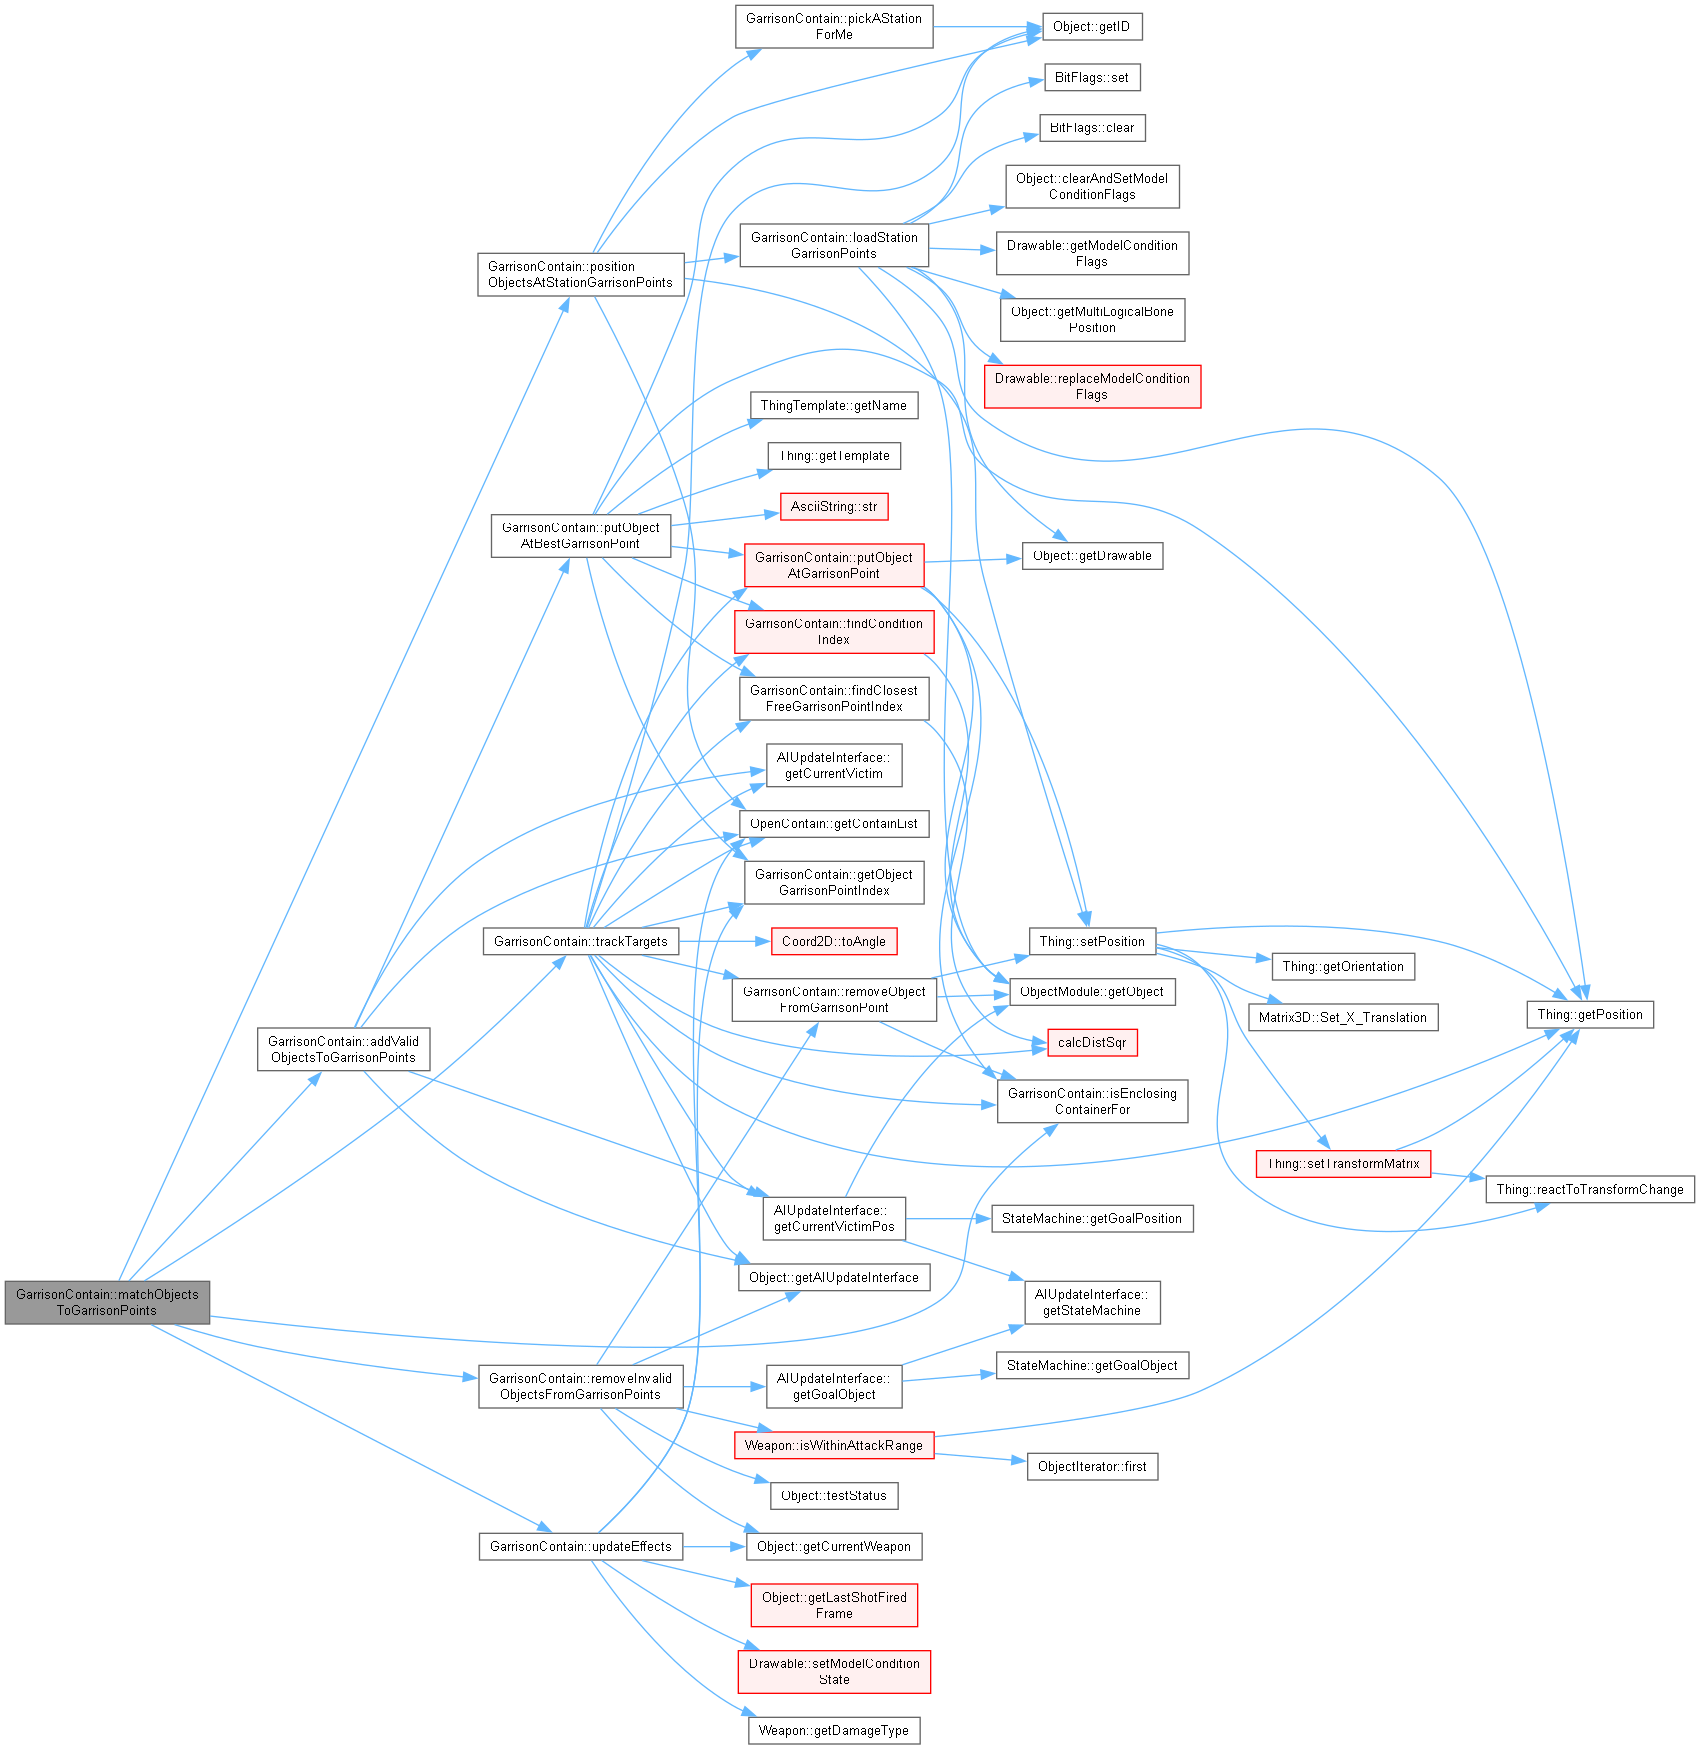 GarrisonContain::pickAStation
ForMe
Object::getID
BitFlags::set
BitFlags::clear
Object::clearAndSetModel
ConditionFlags
GarrisonContain::loadStation
GarrisonPoints
Drawable::getModelCondition
Flags
GarrisonContain::position
ObjectsAtStationGarrisonPoints
Object::getMultiLogicalBone
Position
Drawable::replaceModelCondition
Flags
ThingTemplate::getName
Thing::getTemplate
AsciiString::str
GarrisonContain::putObject
AtBestGarrisonPoint
GarrisonContain::putObject
AtGarrisonPoint
Object::getDrawable
GarrisonContain::findCondition
Index
GarrisonContain::findClosest
FreeGarrisonPointIndex
AIUpdateInterface::
getCurrentVictim
OpenContain::getContainList
GarrisonContain::getObject
GarrisonPointIndex
GarrisonContain::trackTargets
Coord2D::toAngle
Thing::setPosition
Thing::getOrientation
GarrisonContain::removeObject
FromGarrisonPoint
ObjectModule::getObject
Matrix3D::Set_X_Translation
Thing::getPosition
GarrisonContain::addValid
ObjectsToGarrisonPoints
calcDistSqr
GarrisonContain::isEnclosing
ContainerFor
Thing::setTransformMatrix
Thing::reactToTransformChange
AIUpdateInterface::
getCurrentVictimPos
StateMachine::getGoalPosition
Object::getAIUpdateInterface
GarrisonContain::matchObjects
ToGarrisonPoints
AIUpdateInterface::
getStateMachine
GarrisonContain::removeInvalid
ObjectsFromGarrisonPoints
AIUpdateInterface::
getGoalObject
StateMachine::getGoalObject
Weapon::isWithinAttackRange
ObjectIterator::first
Object::testStatus
GarrisonContain::updateEffects
Object::getCurrentWeapon
Object::getLastShotFired
Frame
Drawable::setModelCondition
State
Weapon::getDamageType